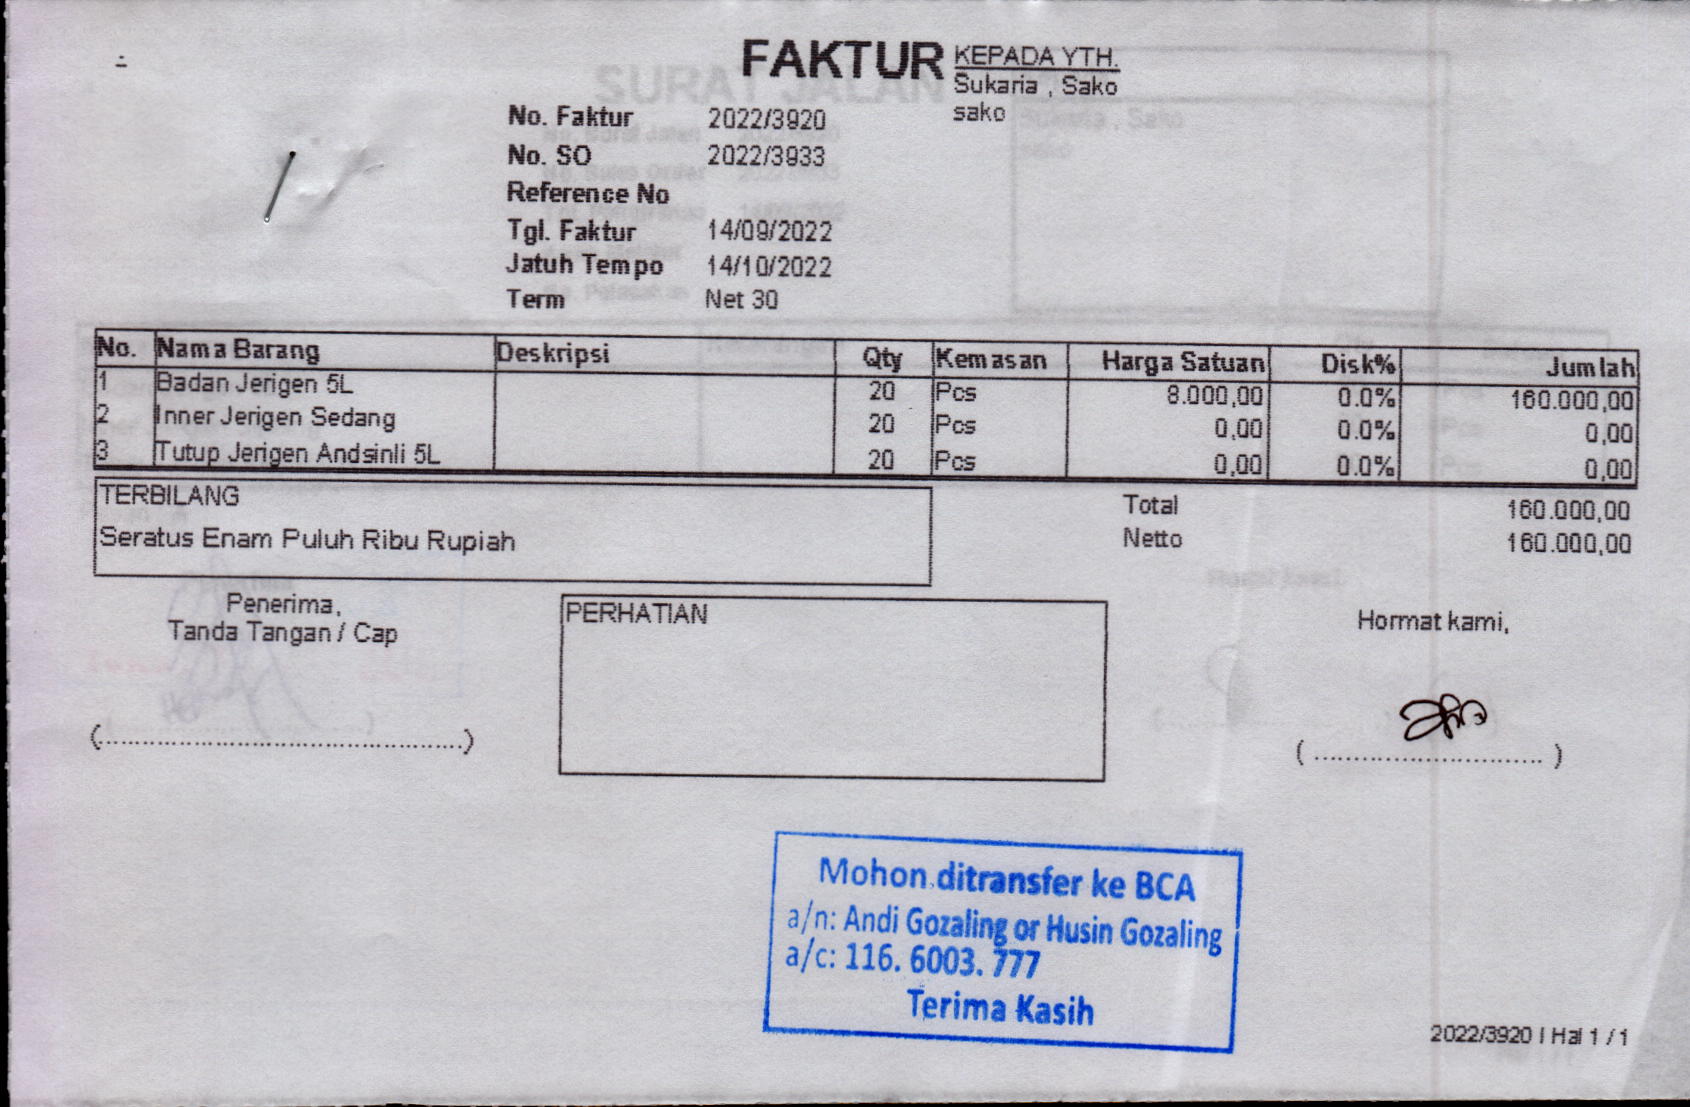 FAKTUR
KEPADA YTH.
Sukaria , Sako
sako
No. Faktur 2022/3920
No. SO 2022/3933
Reference No
Tgl. Faktur 14/09/2022
Jatuh Tempo 14/10/2022
Term Net 30
No. Nama Barang Deskripsi Qty Kemasan Harga Satuan Disk% Jumlah
1 Badan Jerigen 5L 20 Pcs 8.000,00 0.0% 160.000,00
2 Inner Jerigen Sedang 20 Pcs 0,00 0.0% 0,00
3 Tutup Jerigen Andsinli 5L 20 Pcs 0,00 0.0% 0,00
TERBILANG
Seratus Enam Puluh Ribu Rupiah
Total 160.000,00
Netto 160.000,00
Penerima,
Tanda Tangan / Cap
(..................................................)
PERHATIAN
Hormat kami,
( ................................ )
Mohon ditransfer ke BCA
a/n: Andi Gozaling or Husin Gozaling
a/c: 116. 6003. 777
Terima Kasih
2022/3920 | Hal 1 / 1
SURAT JALAN